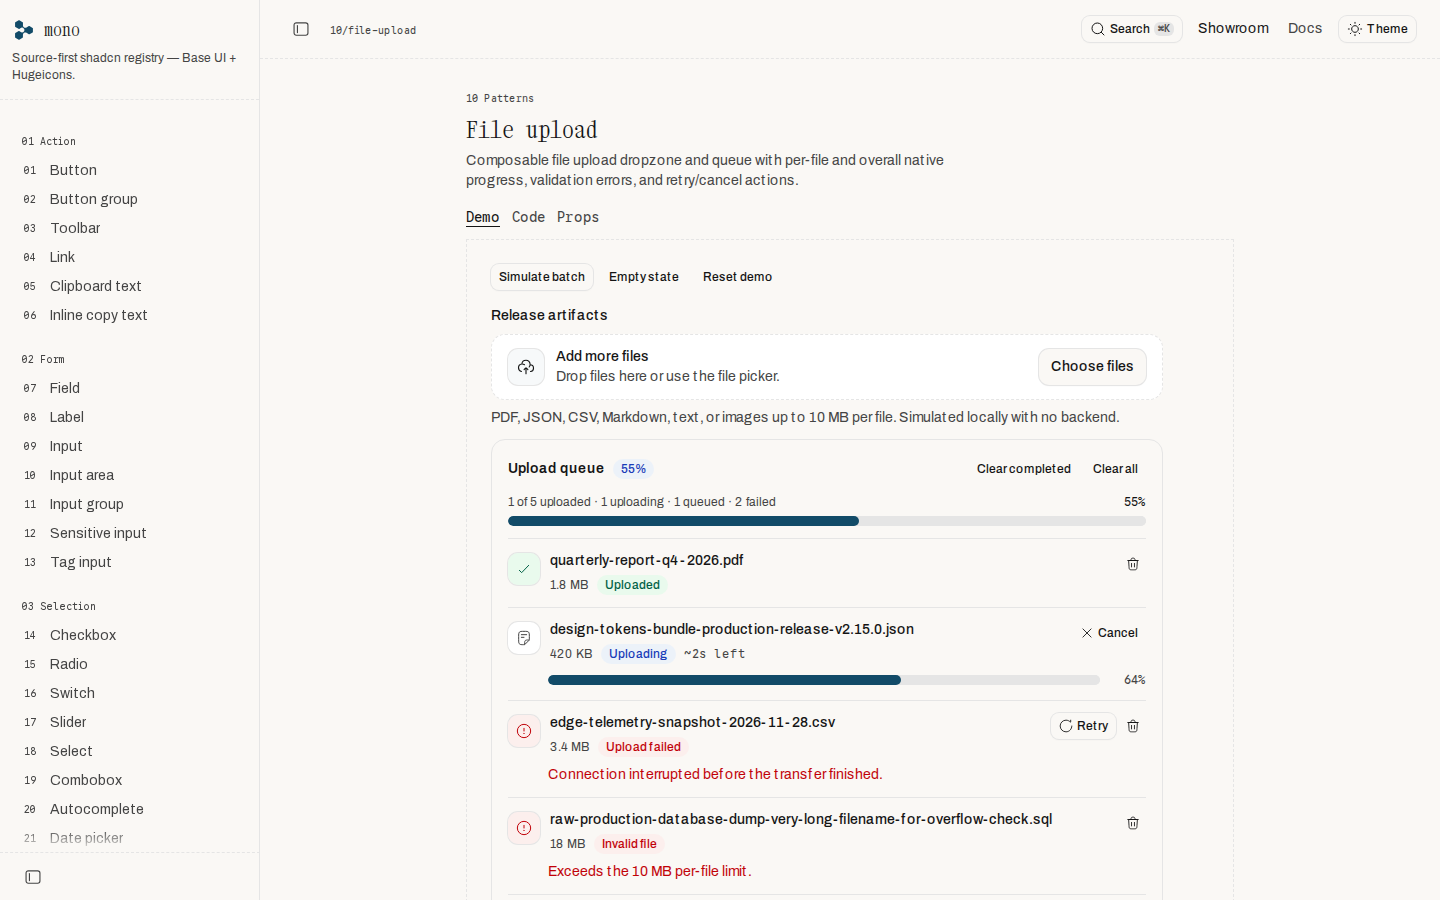 mono
Source-first shadcn registry — Base UI +
Hugeicons.
01 Action
01 Button
02 Button group
03 Toolbar
04 Link
05 Clipboard text
06 Inline copy text
02 Form
07 Field
08 Label
09 Input
10 Input area
11 Input group
12 Sensitive input
13 Tag input
03 Selection
14 Checkbox
15 Radio
16 Switch
17 Slider
18 Select
19 Combobox
20 Autocomplete
21 Date picker
10/file-upload
Search ⌘K
Showroom
Docs
Theme
10 Patterns
File upload
Composable file upload dropzone and queue with per-file and overall native
progress, validation errors, and retry/cancel actions.
Demo Code Props
Simulate batch Empty state Reset demo
Release artifacts
Add more files
Drop files here or use the file picker.
Choose files
PDF, JSON, CSV, Markdown, text, or images up to 10 MB per file. Simulated locally with no backend.
Upload queue 55% Clear completed Clear all
1 of 5 uploaded · 1 uploading · 1 queued · 2 failed 55%
quarterly-report-q4-2026.pdf
1.8 MB Uploaded
design-tokens-bundle-production-release-v2.15.0.json
Cancel
420 KB Uploading ~2s left
64%
edge-telemetry-snapshot-2026-11-28.csv
Retry
3.4 MB Upload failed
Connection interrupted before the transfer finished.
raw-production-database-dump-very-long-filename-for-overflow-check.sql
18 MB Invalid file
Exceeds the 10 MB per-file limit.